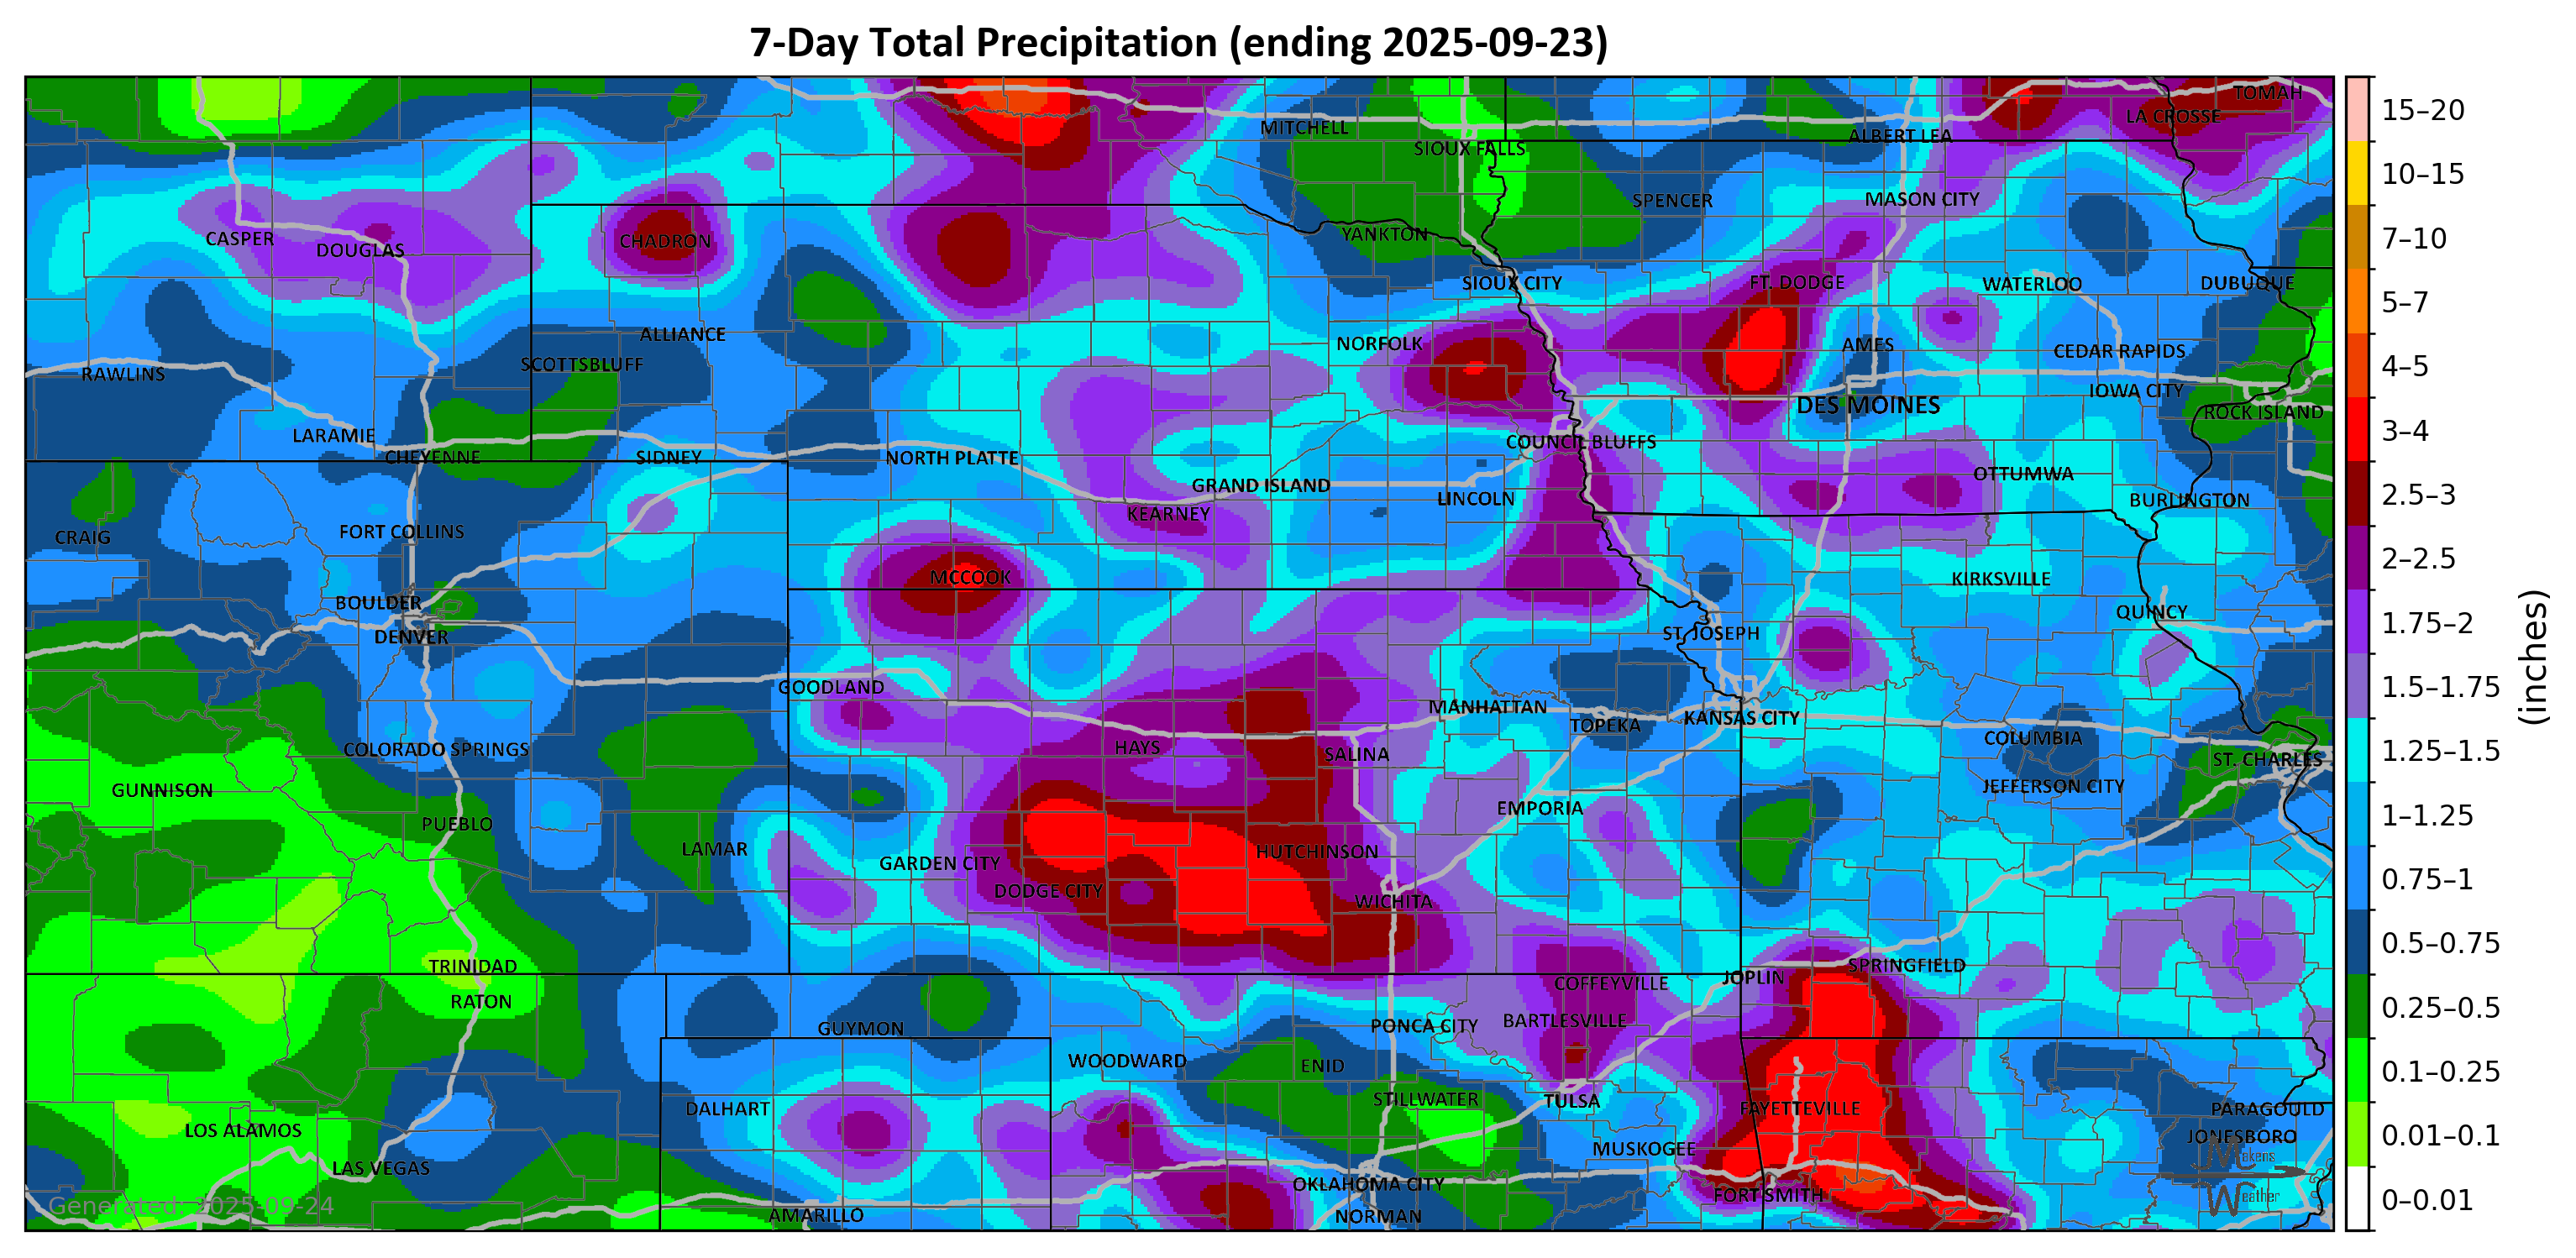 7-Day Total Precipitation (ending 2025-09-23)
TOMAH
LA CROSSE
MITCHELL
ALBERT LEA
SIOUX FALLS
SPENCER
MASON CITY
CASPER
DOUGLAS
CHADRON
YANKTON
SIOUX CITY
FT. DODGE
WATERLOO
DUBUQUE
ALLIANCE
NORFOLK
AMES
CEDAR RAPIDS
SCOTTSBLUFF
RAWLINS
IOWA CITY
DES MOINES
ROCK ISLAND
LARAMIE
COUNCIL BLUFFS
CHEYENNE
SIDNEY
NORTH PLATTE
OTTUMWA
GRAND ISLAND
LINCOLN
BURLINGTON
KEARNEY
FORT COLLINS
CRAIG
MCCOOK
KIRKSVILLE
BOULDER
QUINCY
DENVER
ST. JOSEPH
GOODLAND
MANHATTAN
KANSAS CITY
TOPEKA
COLUMBIA
COLORADO SPRINGS
HAYS
SALINA
ST. CHARLES
GUNNISON
JEFFERSON CITY
EMPORIA
PUEBLO
LAMAR
HUTCHINSON
GARDEN CITY
DODGE CITY
WICHITA
TRINIDAD
SPRINGFIELD
JOPLIN
COFFEYVILLE
RATON
BARTLESVILLE
GUYMON
PONCA CITY
WOODWARD
ENID
STILLWATER
TULSA
DALHART
FAYETTEVILLE
PARAGOULD
LOS ALAMOS
JONESBORO
MUSKOGEE
Makens
LAS VEGAS
OKLAHOMA CITY
FORT SMITH
Weather
Generated: 2025-09-24
AMARILLO
NORMAN
15–20
10–15
7–10
5–7
4–5
3–4
2.5–3
2–2.5
1.75–2
1.5–1.75
1.25–1.5
1–1.25
0.75–1
0.5–0.75
0.25–0.5
0.1–0.25
0.01–0.1
0–0.01
(inches)